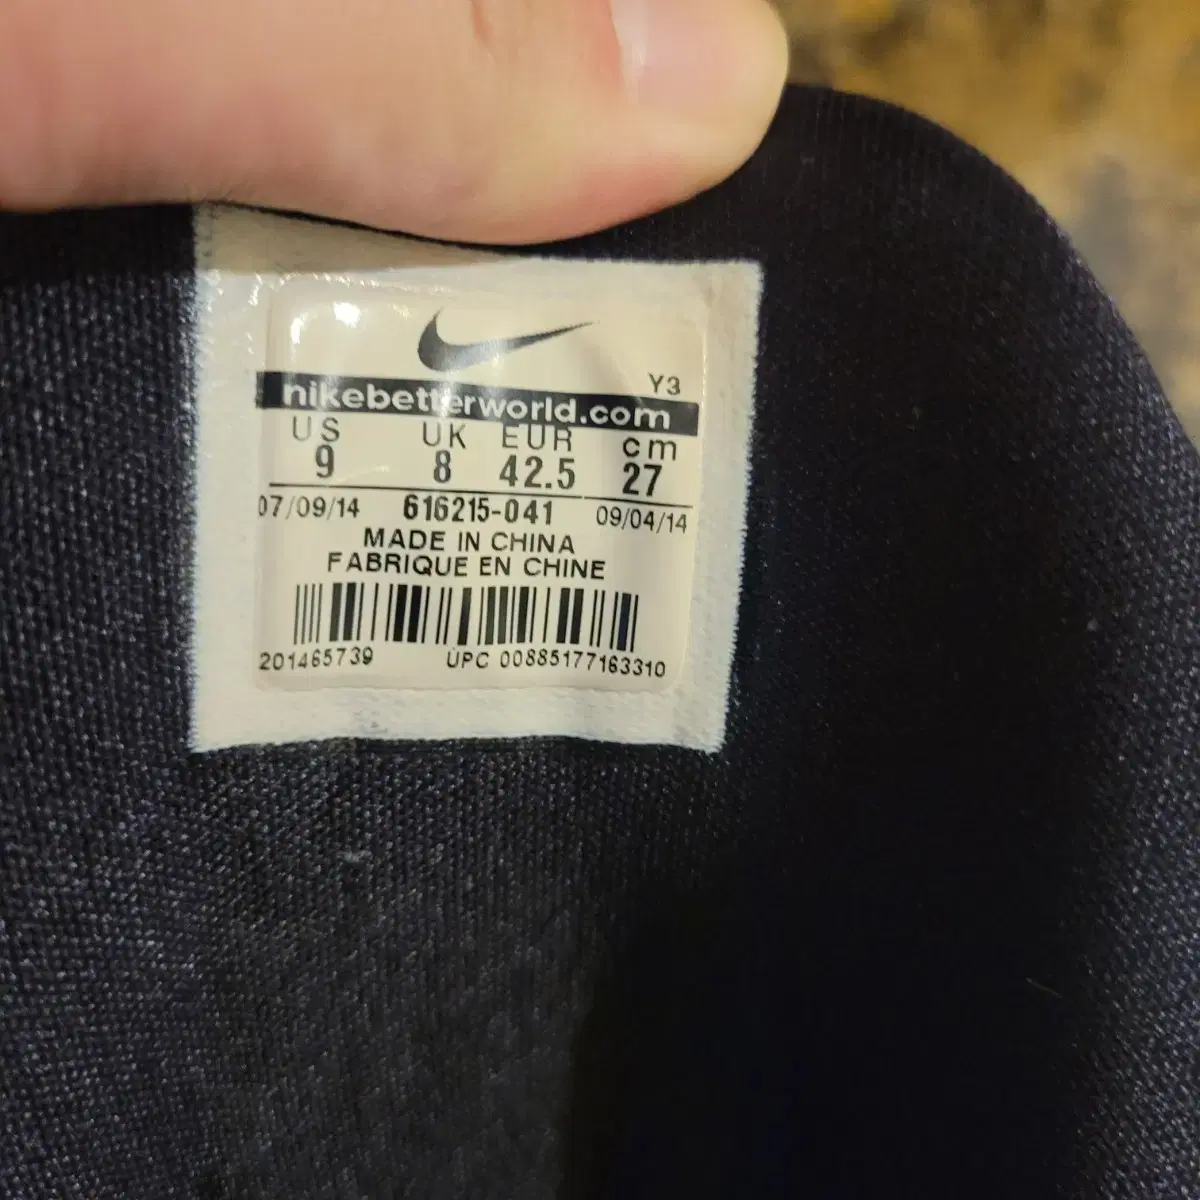 Y3
nikebetterworld.com
US UK EUR cm
9 8 42.5 27
07/09/14 616215-041 09/04/14
MADE IN CHINA
FABRIQUE EN CHINE
201465739 UPC 00885177163310